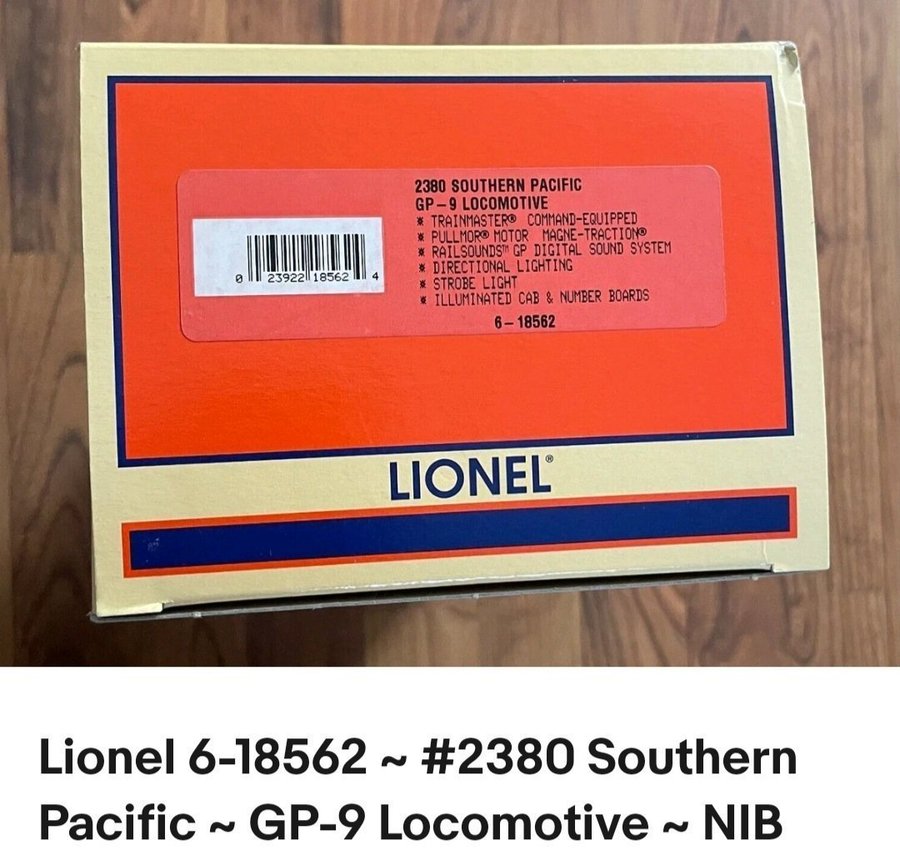 2380 SOUTHERN PACIFIC
GP-9 LOCOMOTIVE
* TRAINMASTER® COMMAND-EQUIPPED
* PULLMOR® MOTOR MAGNE-TRACTION®
* RAILSOUNDS™ GP DIGITAL SOUND SYSTEM
* DIRECTIONAL LIGHTING
* STROBE LIGHT
* ILLUMINATED CAB & NUMBER BOARDS
6-18562
0 23922 18562 4
LIONEL®
Lionel 6-18562 ~ #2380 Southern
Pacific ~ GP-9 Locomotive ~ NIB